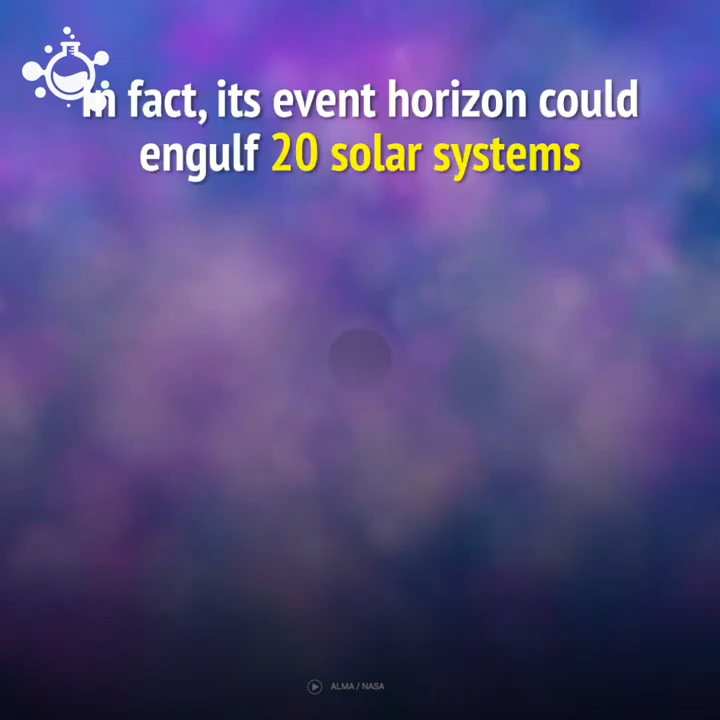 In fact, its event horizon could
engulf 20 solar systems
ALMA / NASA